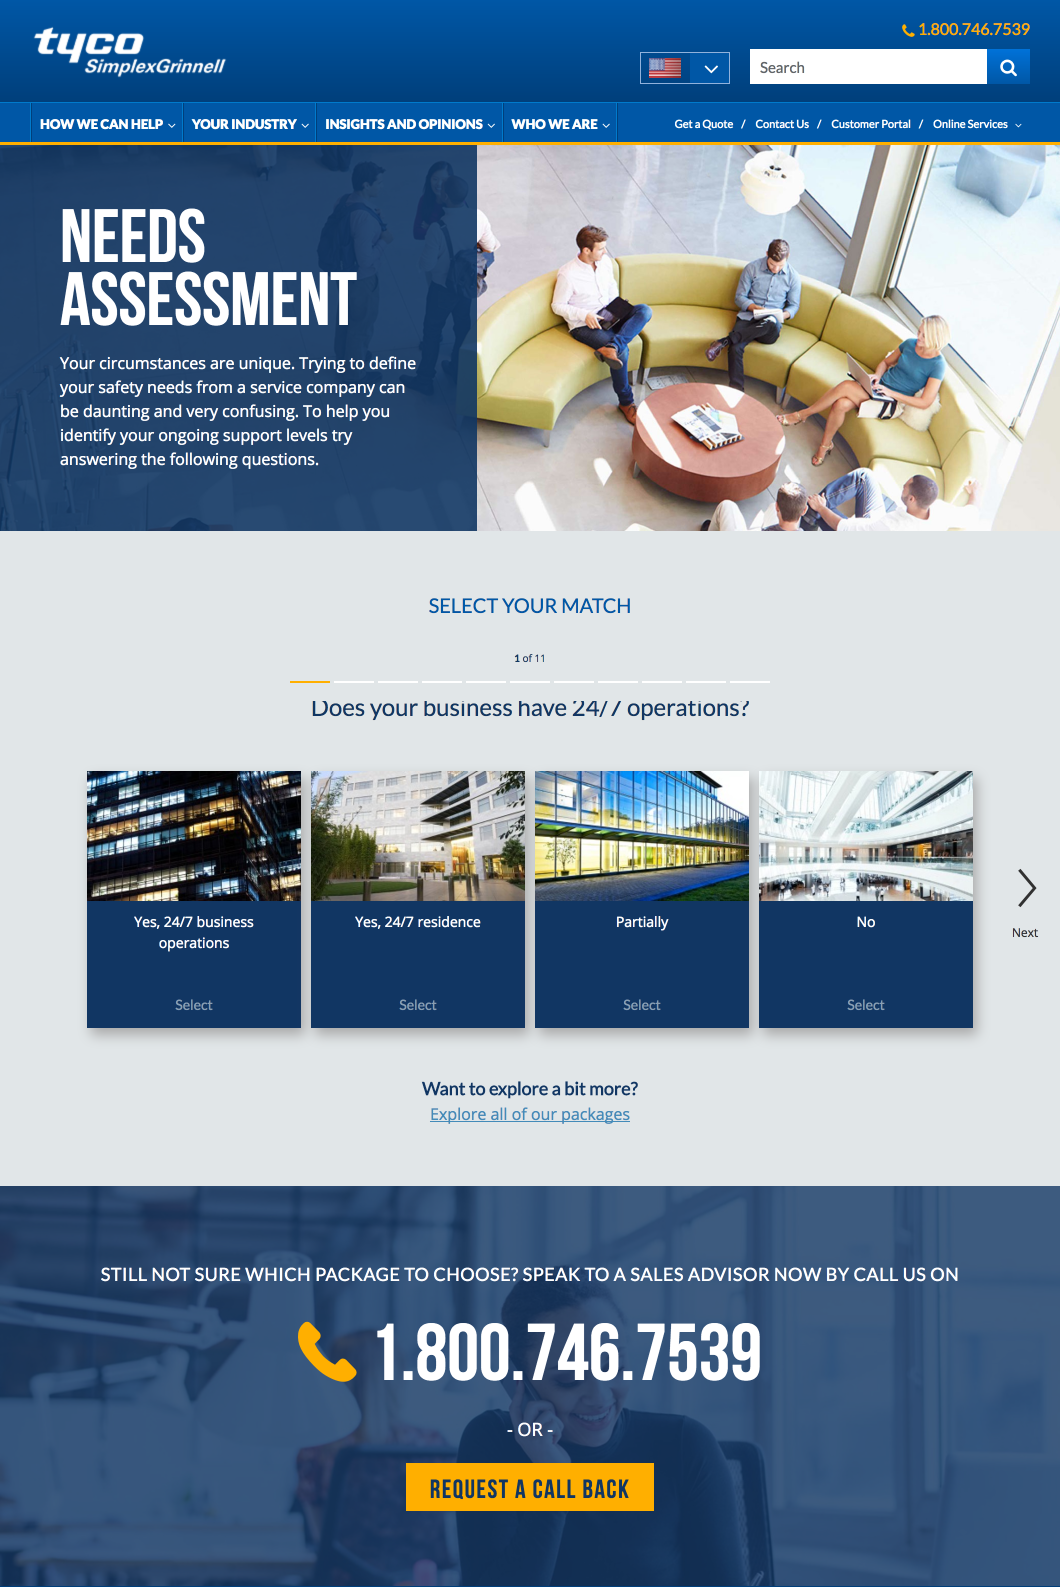 tyco
SimplexGrinnell
1.800.746.7539
Search
HOW WE CAN HELP
YOUR INDUSTRY
INSIGHTS AND OPINIONS
WHO WE ARE
Get a Quote / Contact Us / Customer Portal / Online Services
NEEDS
ASSESSMENT
Your circumstances are unique. Trying to define
your safety needs from a service company can
be daunting and very confusing. To help you
identify your ongoing support levels try
answering the following questions.
SELECT YOUR MATCH
1 of 11
Does your business have 24/7 operations?
Yes, 24/7 business
operations
Select
Yes, 24/7 residence
Select
Partially
Select
No
Select
Next
Want to explore a bit more?
Explore all of our packages
STILL NOT SURE WHICH PACKAGE TO CHOOSE? SPEAK TO A SALES ADVISOR NOW BY CALL US ON
1.800.746.7539
- OR -
REQUEST A CALL BACK